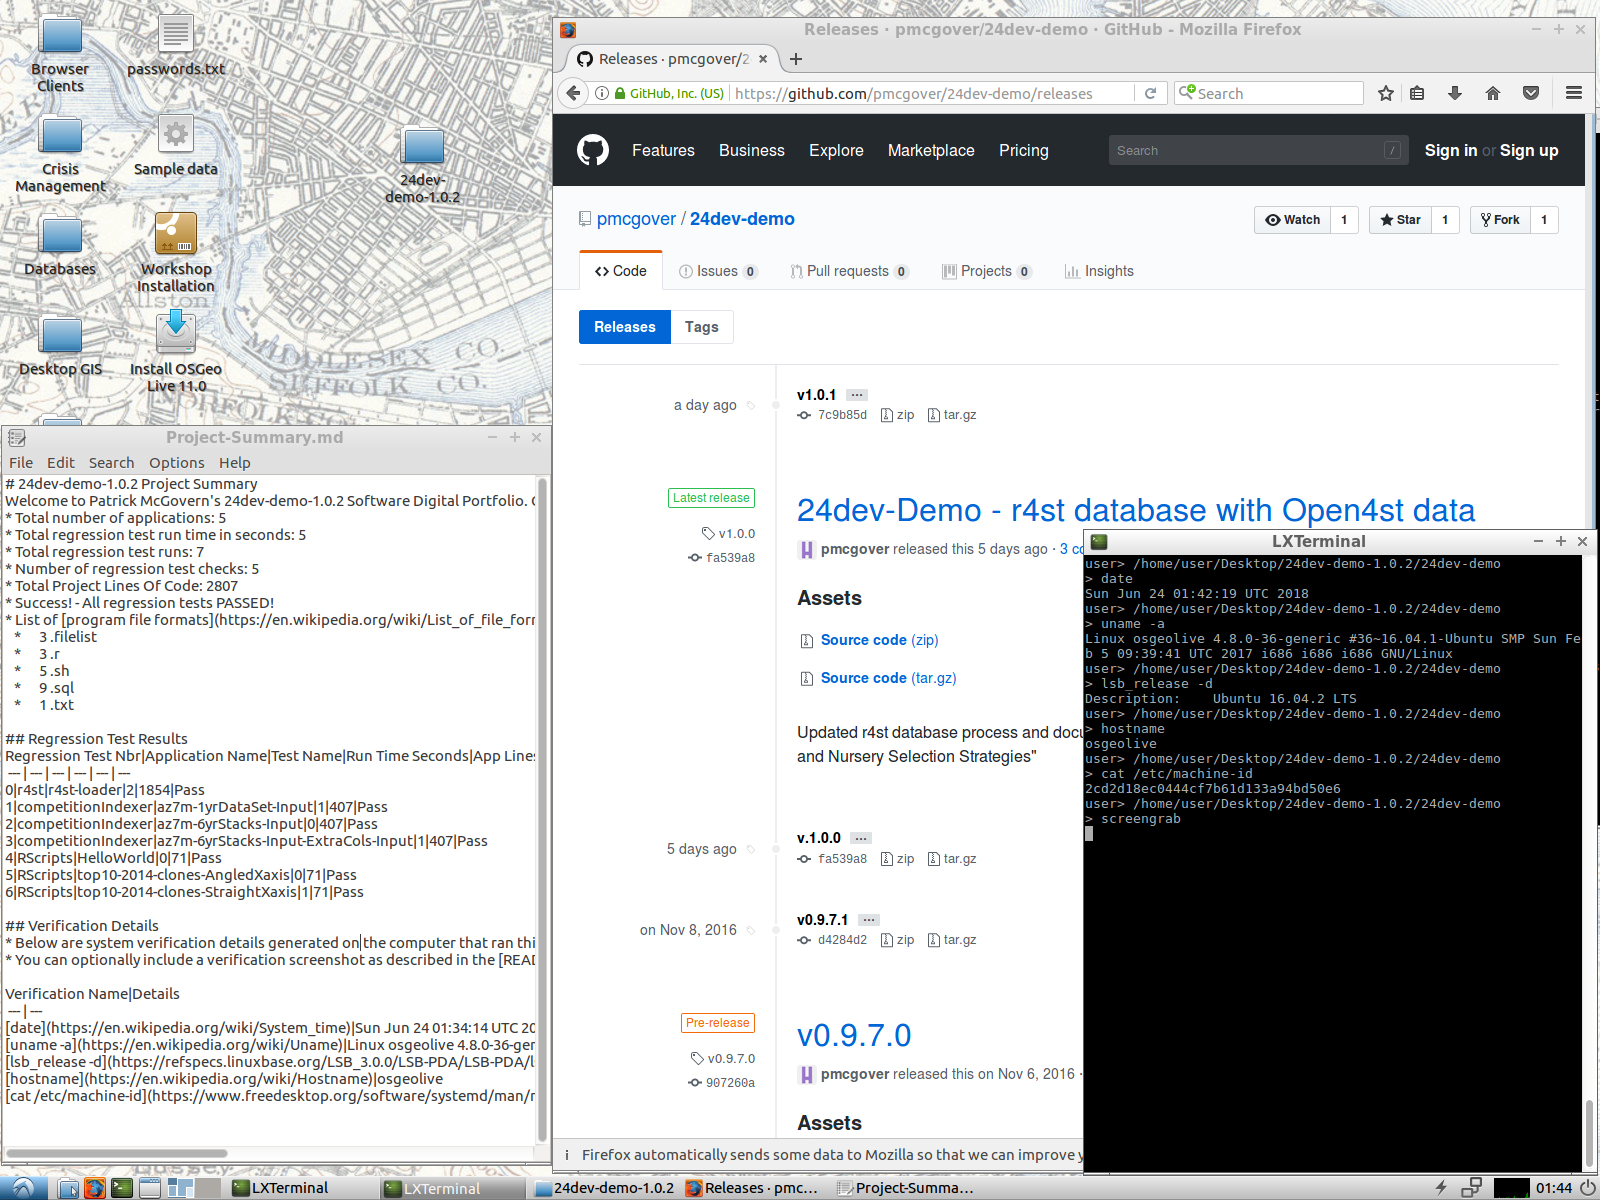 Browser
Clients
passwords.txt
Crisis
Management
Sample data
24dev-
demo-1.0.2
Databases
Workshop
Installation
Allston
Desktop GIS
Install OSGeo
Live 11.0
MIDDLESEX CO.
SUFFOLK CO.
NORFOLK
Project-Summary.md
File Edit Search Options Help
# 24dev-demo-1.0.2 Project Summary
Welcome to Patrick McGovern's 24dev-demo-1.0.2 Software Digital Portfolio.
* Total number of applications: 5
* Total regression test run time in seconds: 5
* Total regression test runs: 7
* Number of regression test checks: 5
* Total Project Lines Of Code: 2807
* Success! - All regression tests PASSED!
* List of [program file formats](https://en.wikipedia.org/wiki/List_of_file_forr
* 3 .filelist
* 3 .r
* 5 .sh
* 9 .sql
* 1 .txt
## Regression Test Results
Regression Test Nbr|Application Name|Test Name|Run Time Seconds|App Lines
---|---|---|---|---|---
0|r4st|r4st-loader|2|1854|Pass
1|competitionIndexer|az7m-1yrDataSet-Input|1|407|Pass
2|competitionIndexer|az7m-6yrStacks-Input|0|407|Pass
3|competitionIndexer|az7m-6yrStacks-Input-ExtraCols-Input|1|407|Pass
4|RScripts|HelloWorld|0|71|Pass
5|RScripts|top10-2014-clones-AngledXaxis|0|71|Pass
6|RScripts|top10-2014-clones-StraightXaxis|1|71|Pass
## Verification Details
* Below are system verification details generated on the computer that ran thi
* You can optionally include a verification screenshot as described in the [READ
Verification Name|Details
---|---
[date](https://en.wikipedia.org/wiki/System_time)|Sun Jun 24 01:34:14 UTC 20
[uname -a](https://en.wikipedia.org/wiki/Uname)|Linux osgeolive 4.8.0-36-ger
[lsb_release -d](https://refspecs.linuxbase.org/LSB_3.0.0/LSB-PDA/LSB-PDA/l
[hostname](https://en.wikipedia.org/wiki/Hostname)|osgeolive
[cat /etc/machine-id](https://www.freedesktop.org/software/systemd/man/r
Releases · pmcgover/24dev-demo · GitHub - Mozilla Firefox
Releases · pmcgover/2
GitHub, Inc. (US) https://github.com/pmcgover/24dev-demo/releases Search
Features Business Explore Marketplace Pricing Search / Sign in or Sign up
pmcgover / 24dev-demo Watch 1 Star 1 Fork 1
Code Issues 0 Pull requests 0 Projects 0 Insights
Releases Tags
a day ago v1.0.1 ...
7c9b85d zip tar.gz
Latest release 24dev-Demo - r4st database with Open4st data
v1.0.0
fa539a8
pmcgover released this 5 days ago · 3 co
Assets
Source code (zip)
Source code (tar.gz)
Updated r4st database process and docu
and Nursery Selection Strategies"
5 days ago v.1.0.0 ...
fa539a8 zip tar.gz
on Nov 8, 2016 v0.9.7.1 ...
d4284d2 zip tar.gz
Pre-release v0.9.7.0
v0.9.7.0
907260a
pmcgover released this on Nov 6, 2016 ·
Assets
i Firefox automatically sends some data to Mozilla so that we can improve y
LXTerminal
user> /home/user/Desktop/24dev-demo-1.0.2/24dev-demo
> date
Sun Jun 24 01:42:19 UTC 2018
user> /home/user/Desktop/24dev-demo-1.0.2/24dev-demo
> uname -a
Linux osgeolive 4.8.0-36-generic #36~16.04.1-Ubuntu SMP Sun Fe
b 5 09:39:41 UTC 2017 i686 i686 i686 GNU/Linux
user> /home/user/Desktop/24dev-demo-1.0.2/24dev-demo
> lsb_release -d
Description: Ubuntu 16.04.2 LTS
user> /home/user/Desktop/24dev-demo-1.0.2/24dev-demo
> hostname
osgeolive
user> /home/user/Desktop/24dev-demo-1.0.2/24dev-demo
> cat /etc/machine-id
2cd2d18ec0444cf7b61d133a94bd50e6
user> /home/user/Desktop/24dev-demo-1.0.2/24dev-demo
> screengrab
LXTerminal LXTerminal 24dev-demo-1.0.2 Releases · pmc... Project-Summa... 01:44